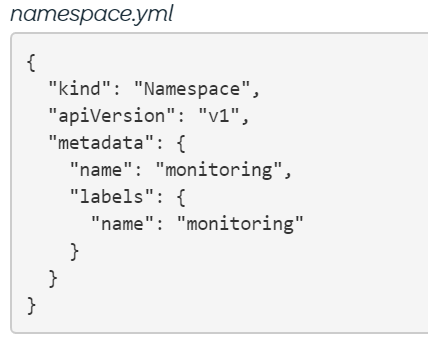 namespace.yml
{
  "kind": "Namespace",
  "apiVersion": "v1",
  "metadata": {
    "name": "monitoring",
    "labels": {
      "name": "monitoring"
    }
  }
}